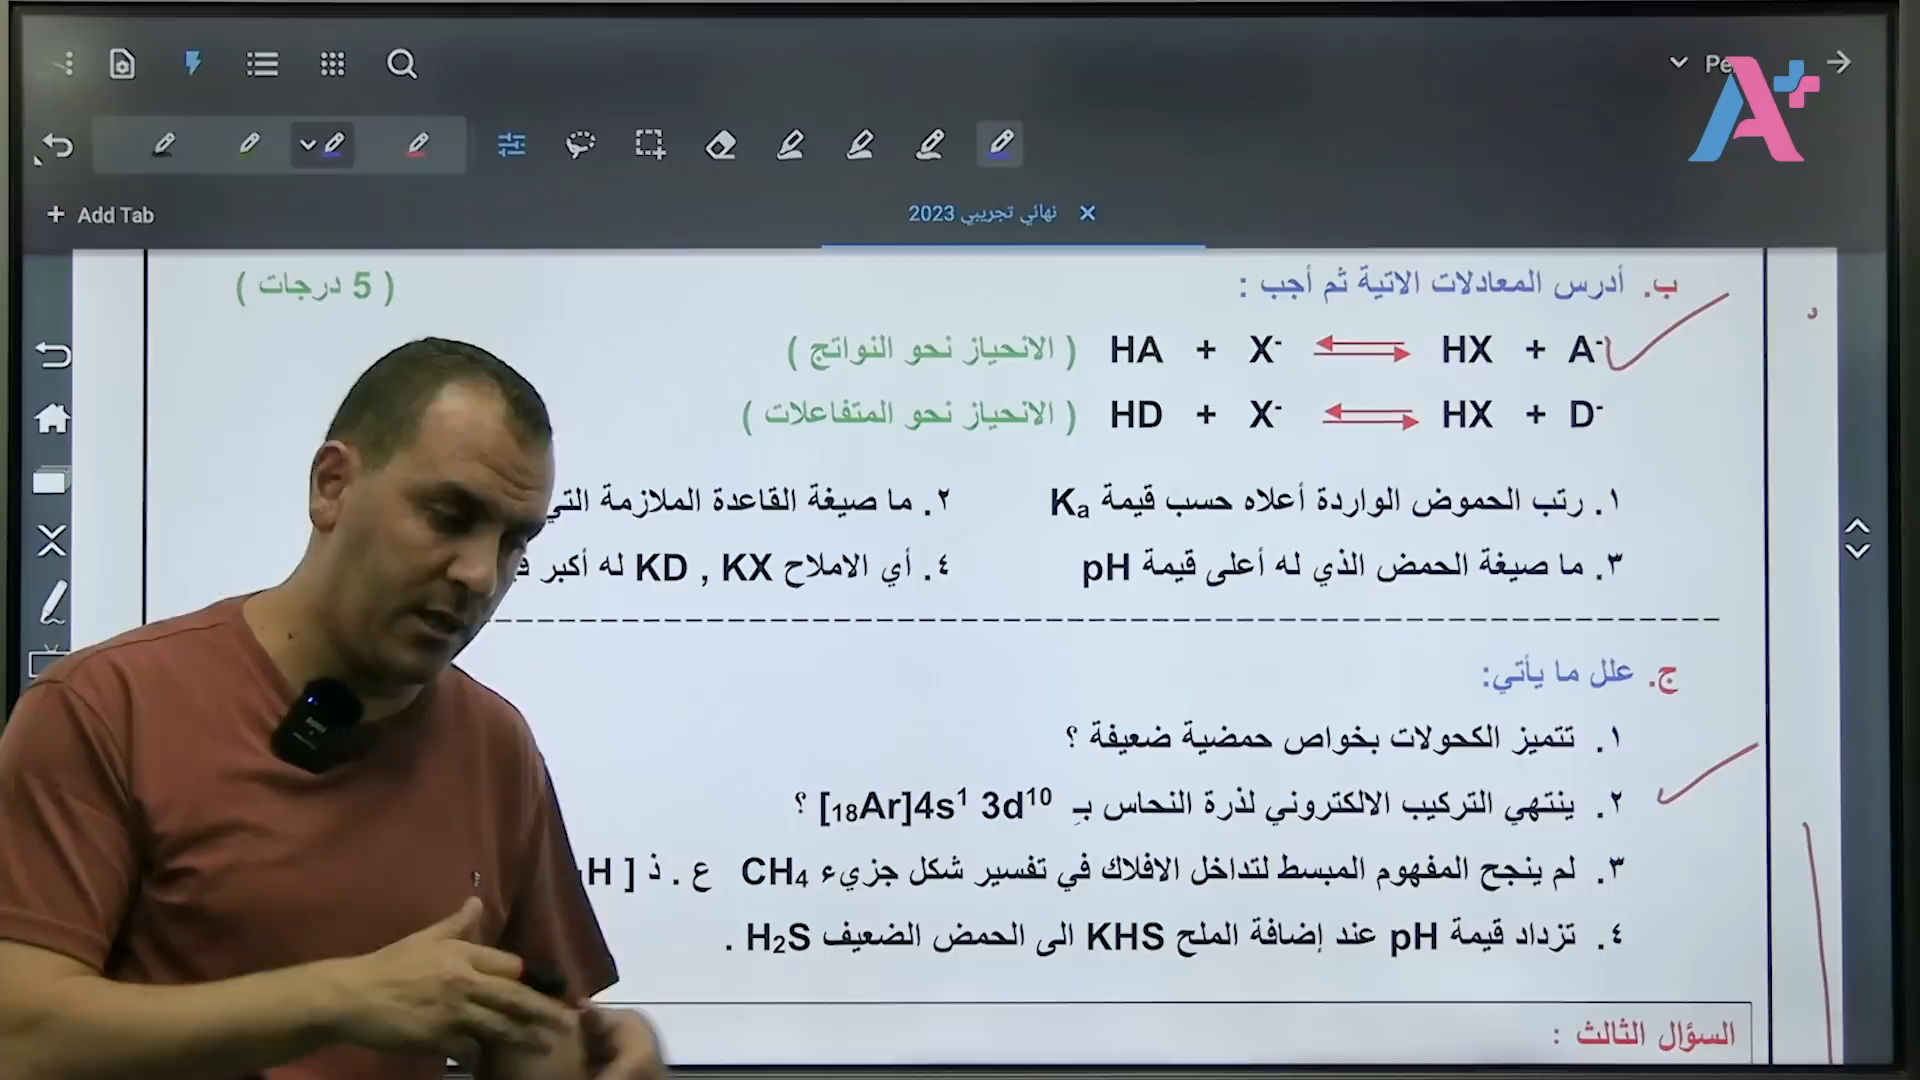 Pe
A+
Add Tab
نهائي تجريبي 2023
ب. أدرس المعادلات الاتية ثم أجب : ( 5 درجات )
HA + X- ⇌ HX + A- ( الانحياز نحو النواتج )
HD + X- ⇌ HX + D- ( الانحياز نحو المتفاعلات )
١. رتب الحموض الواردة أعلاه حسب قيمة Ka ٢. ما صيغة القاعدة الملازمة التي
٣. ما صيغة الحمض الذي له أعلى قيمة pH ٤. أي الاملاح KD , KX له أكبر
ج. علل ما يأتي:
١. تتميز الكحولات بخواص حمضية ضعيفة ؟
٢. ينتهي التركيب الالكتروني لذرة النحاس بـِ [18Ar]4s1 3d10 ؟
٣. لم ينجح المفهوم المبسط لتداخل الافلاك في تفسير شكل جزيء CH4 ع . ذ [ H
٤. تزداد قيمة pH عند إضافة الملح KHS الى الحمض الضعيف H2S .
السؤال الثالث :